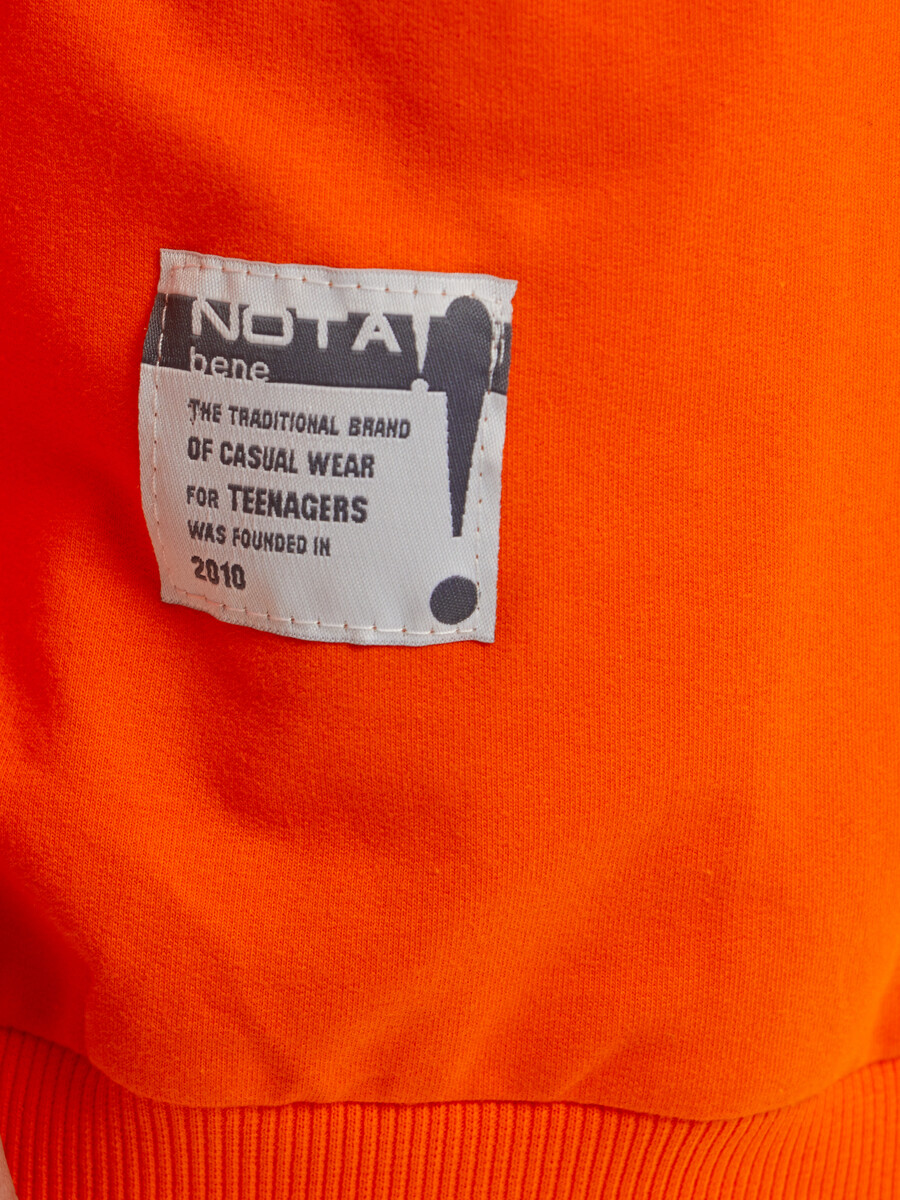 NOTA!
bene
THE TRADITIONAL BRAND
OF CASUAL WEAR
FOR TEENAGERS
WAS FOUNDED IN
2010